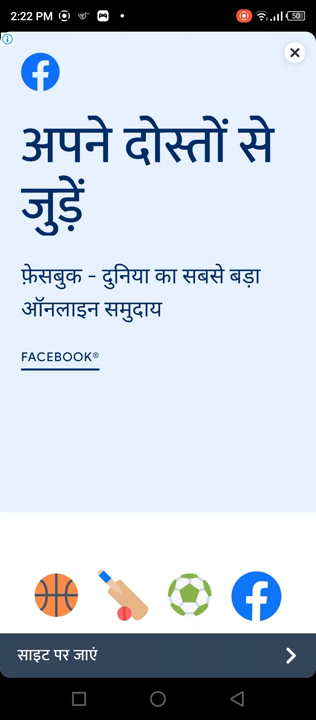 2:22 PM
50
अपने दोस्तों से
जुड़ें
फ़ेसबुक - दुनिया का सबसे बड़ा
ऑनलाइन समुदाय
FACEBOOK®
साइट पर जाएं